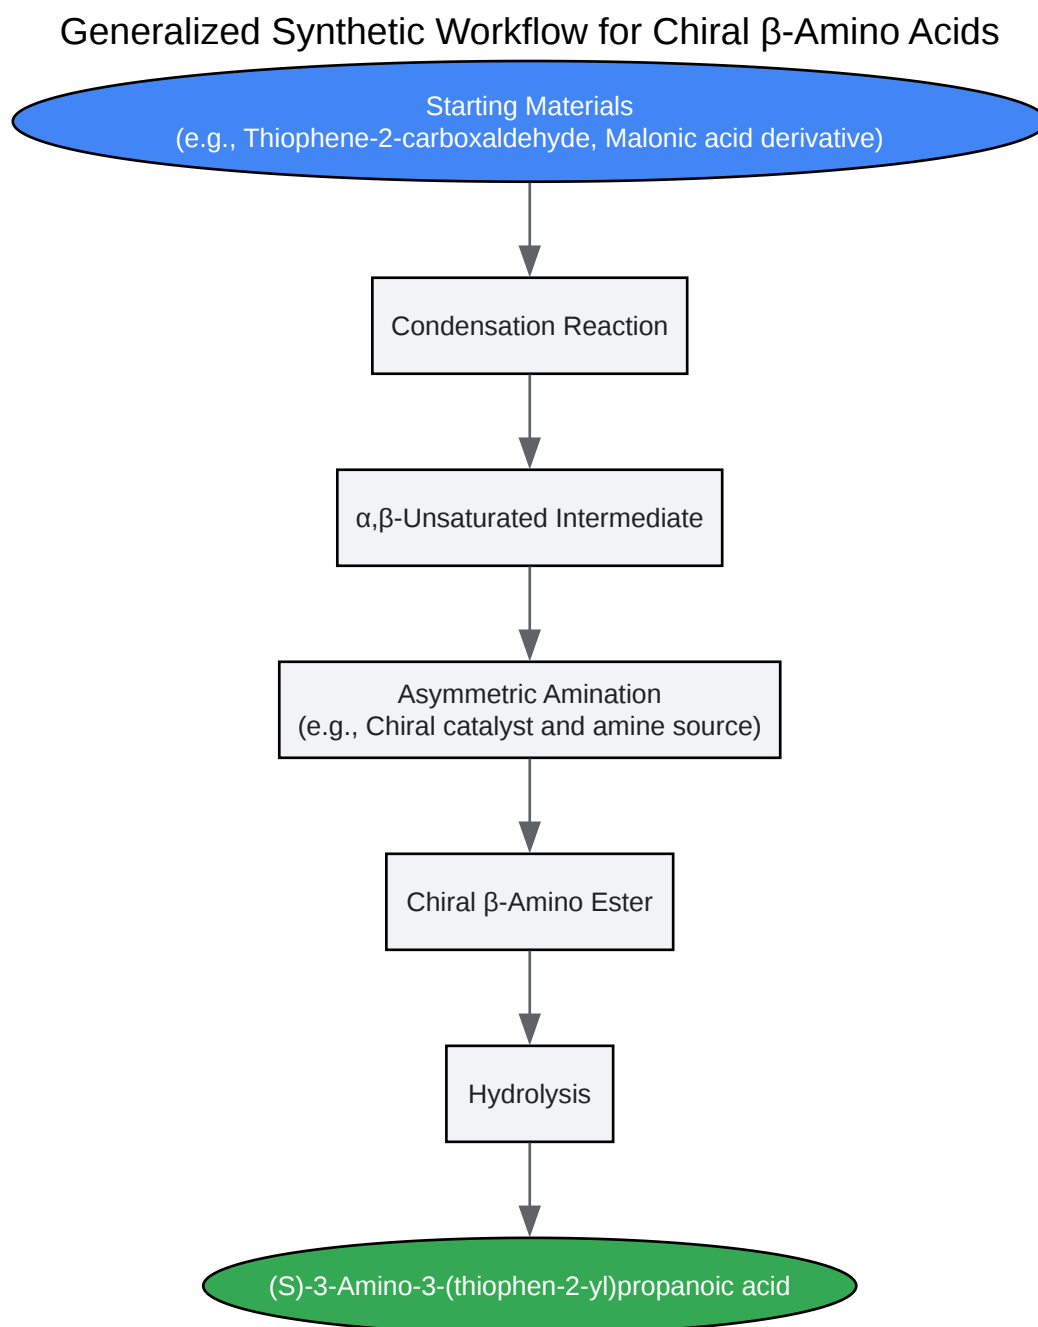 Generalized Synthetic Workflow for Chiral β-Amino Acids
Starting Materials
(e.g., Thiophene-2-carboxaldehyde, Malonic acid derivative)
Condensation Reaction
α,β-Unsaturated Intermediate
Asymmetric Amination
(e.g., Chiral catalyst and amine source)
Chiral β-Amino Ester
Hydrolysis
(S)-3-Amino-3-(thiophen-2-yl)propanoic acid